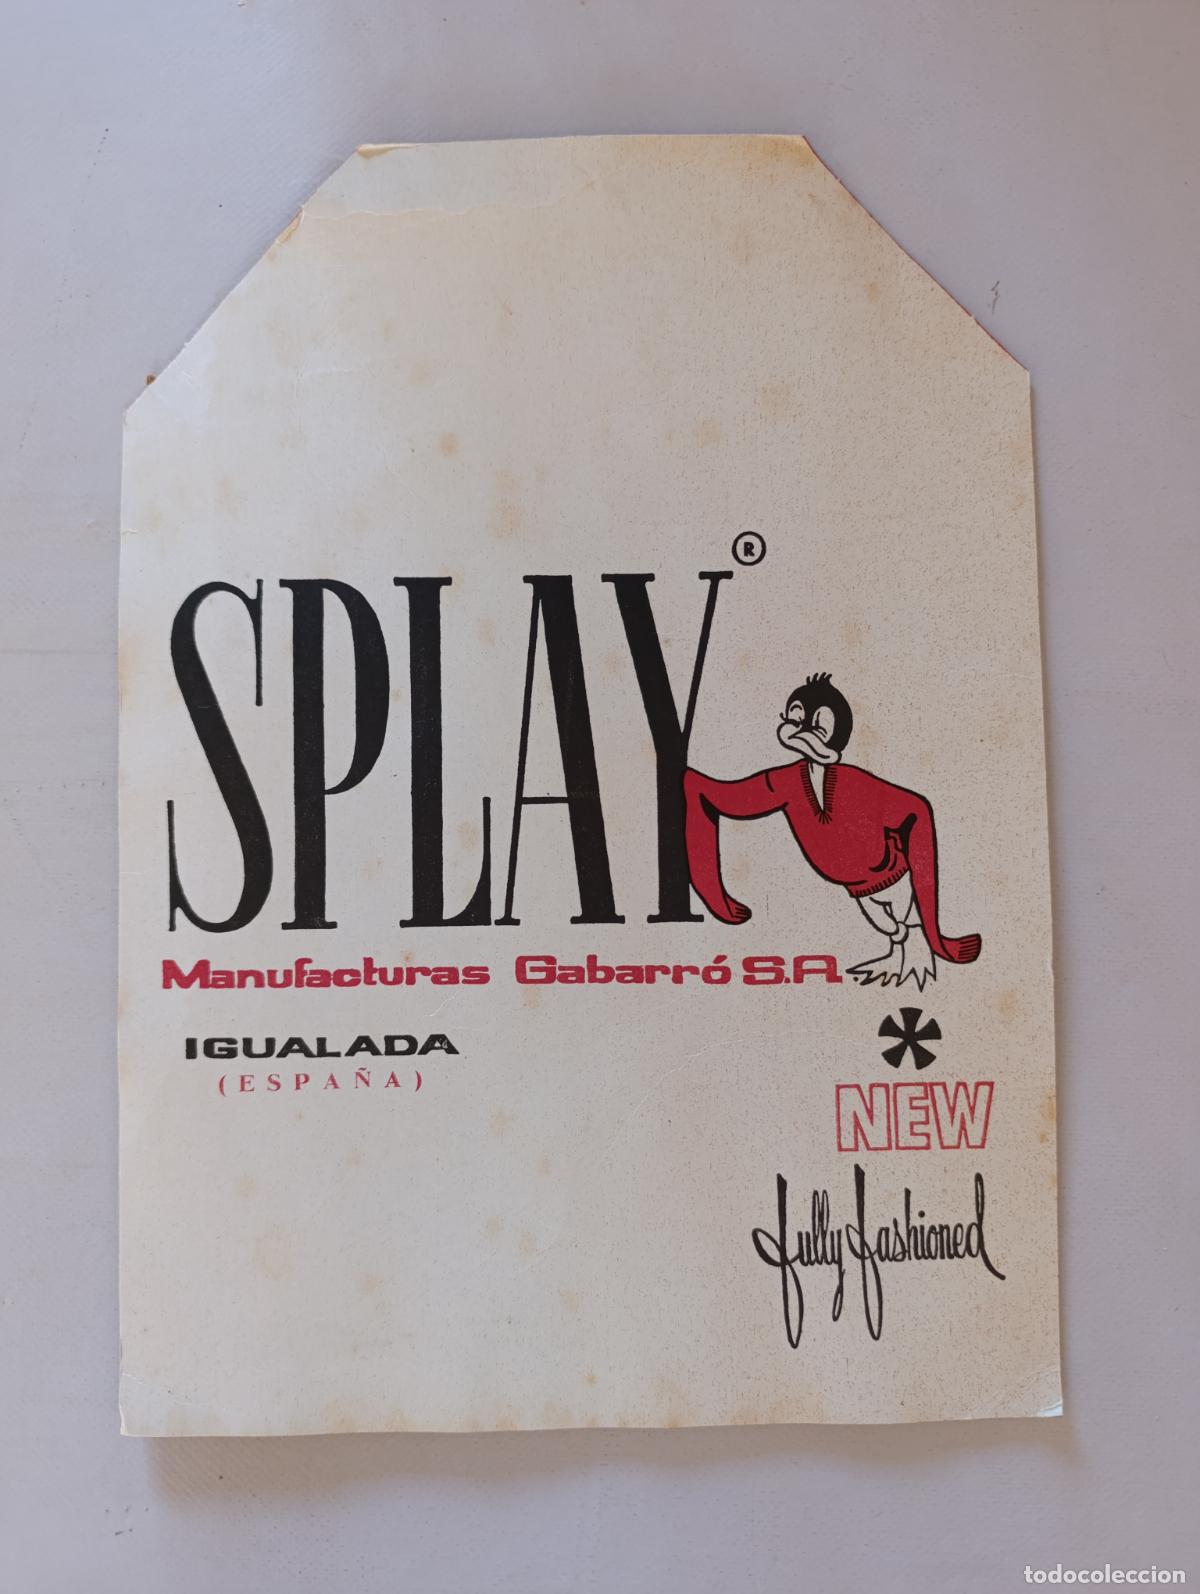 SPLAY ®
Manufacturas Gabarró S.A.
IGUALADA
(ESPAÑA)
NEW
fully fashioned
todocoleccion